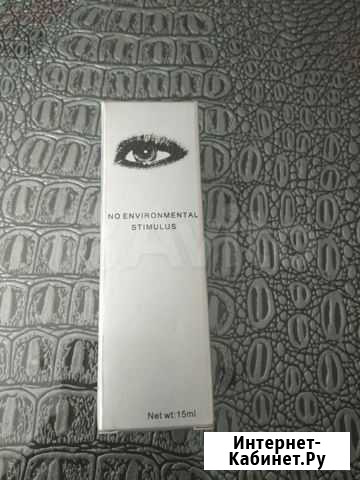 NO ENVIRONMENTAL
STIMULUS
Net wt: 15ml
Интернет-
Кабинет.Ру